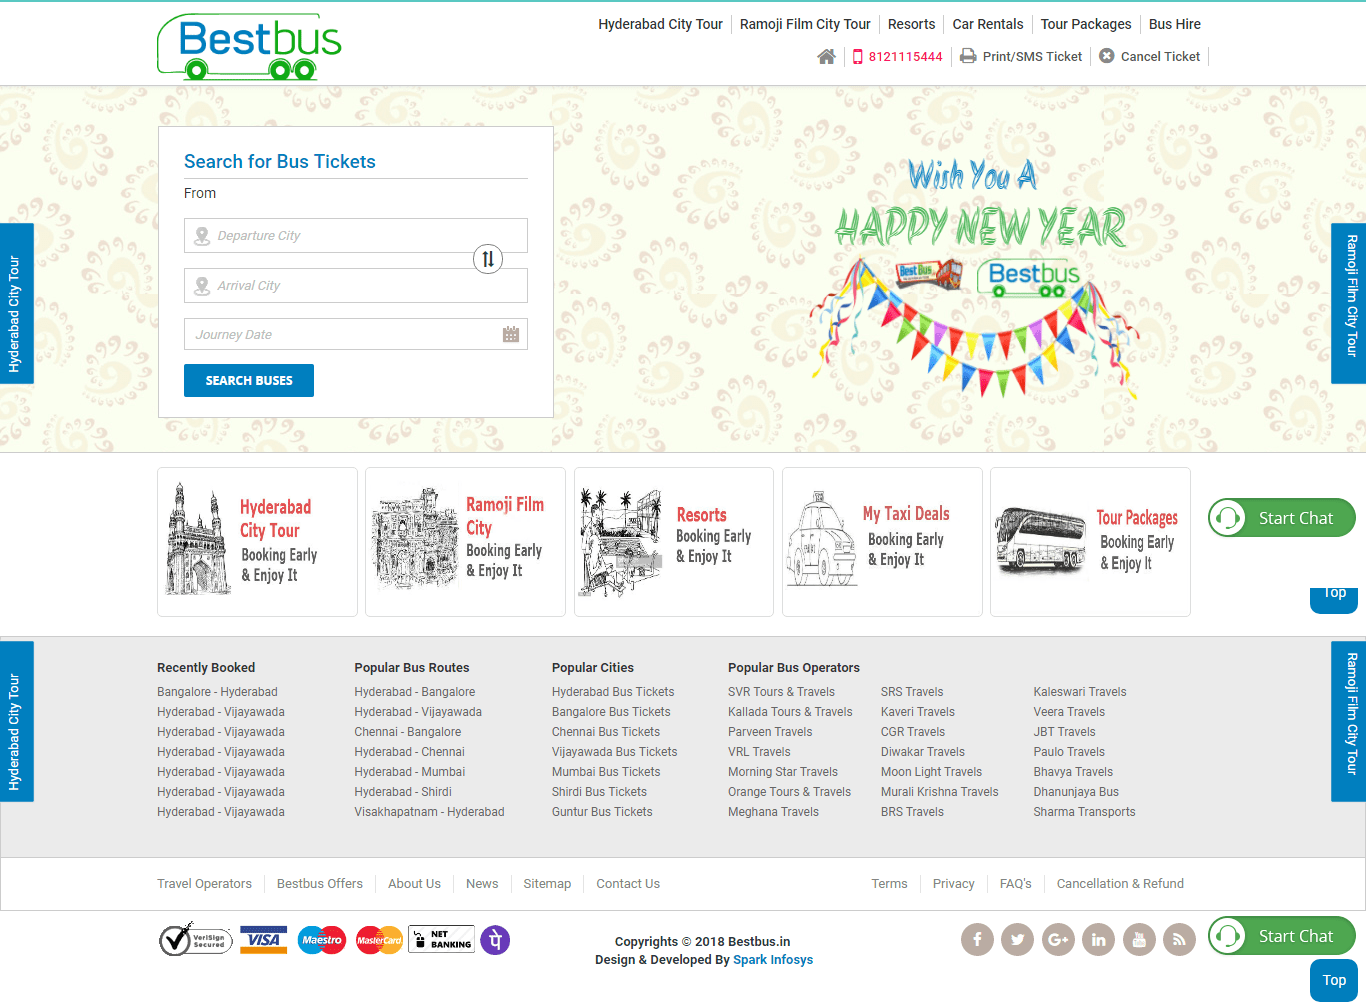 Bestbus
Hyderabad City Tour
Ramoji Film City Tour
Resorts
Car Rentals
Tour Packages
Bus Hire
8121115444
Print/SMS Ticket
Cancel Ticket
Search for Bus Tickets
From
Departure City
Arrival City
Journey Date
SEARCH BUSES
Wish You A
HAPPY NEW YEAR
Best Bus
Bestbus
Hyderabad City Tour
Ramoji Film City Tour
Hyderabad
City Tour
Booking Early
& Enjoy It
Ramoji Film
City
Booking Early
& Enjoy It
Resorts
Booking Early
& Enjoy It
TAXI
My Taxi Deals
Booking Early
& Enjoy It
Tour Packages
Booking Early
& Enjoy It
Start Chat
Top
Hyderabad City Tour
Ramoji Film City Tour
Recently Booked
Bangalore - Hyderabad
Hyderabad - Vijayawada
Hyderabad - Vijayawada
Hyderabad - Vijayawada
Hyderabad - Vijayawada
Hyderabad - Vijayawada
Hyderabad - Vijayawada
Popular Bus Routes
Hyderabad - Bangalore
Hyderabad - Vijayawada
Chennai - Bangalore
Hyderabad - Chennai
Hyderabad - Mumbai
Hyderabad - Shirdi
Visakhapatnam - Hyderabad
Popular Cities
Hyderabad Bus Tickets
Bangalore Bus Tickets
Chennai Bus Tickets
Vijayawada Bus Tickets
Mumbai Bus Tickets
Shirdi Bus Tickets
Guntur Bus Tickets
Popular Bus Operators
SVR Tours & Travels
Kallada Tours & Travels
Parveen Travels
VRL Travels
Morning Star Travels
Orange Tours & Travels
Meghana Travels
SRS Travels
Kaveri Travels
CGR Travels
Diwakar Travels
Moon Light Travels
Murali Krishna Travels
BRS Travels
Kaleswari Travels
Veera Travels
JBT Travels
Paulo Travels
Bhavya Travels
Dhanunjaya Bus
Sharma Transports
Travel Operators
Bestbus Offers
About Us
News
Sitemap
Contact Us
Terms
Privacy
FAQ's
Cancellation & Refund
VeriSign
Secured
VISA
Maestro
MasterCard
NET
BANKING
पे
Copyrights © 2018 Bestbus.in
Design & Developed By Spark Infosys
f
G+
in
You
Tube
Start Chat
Top